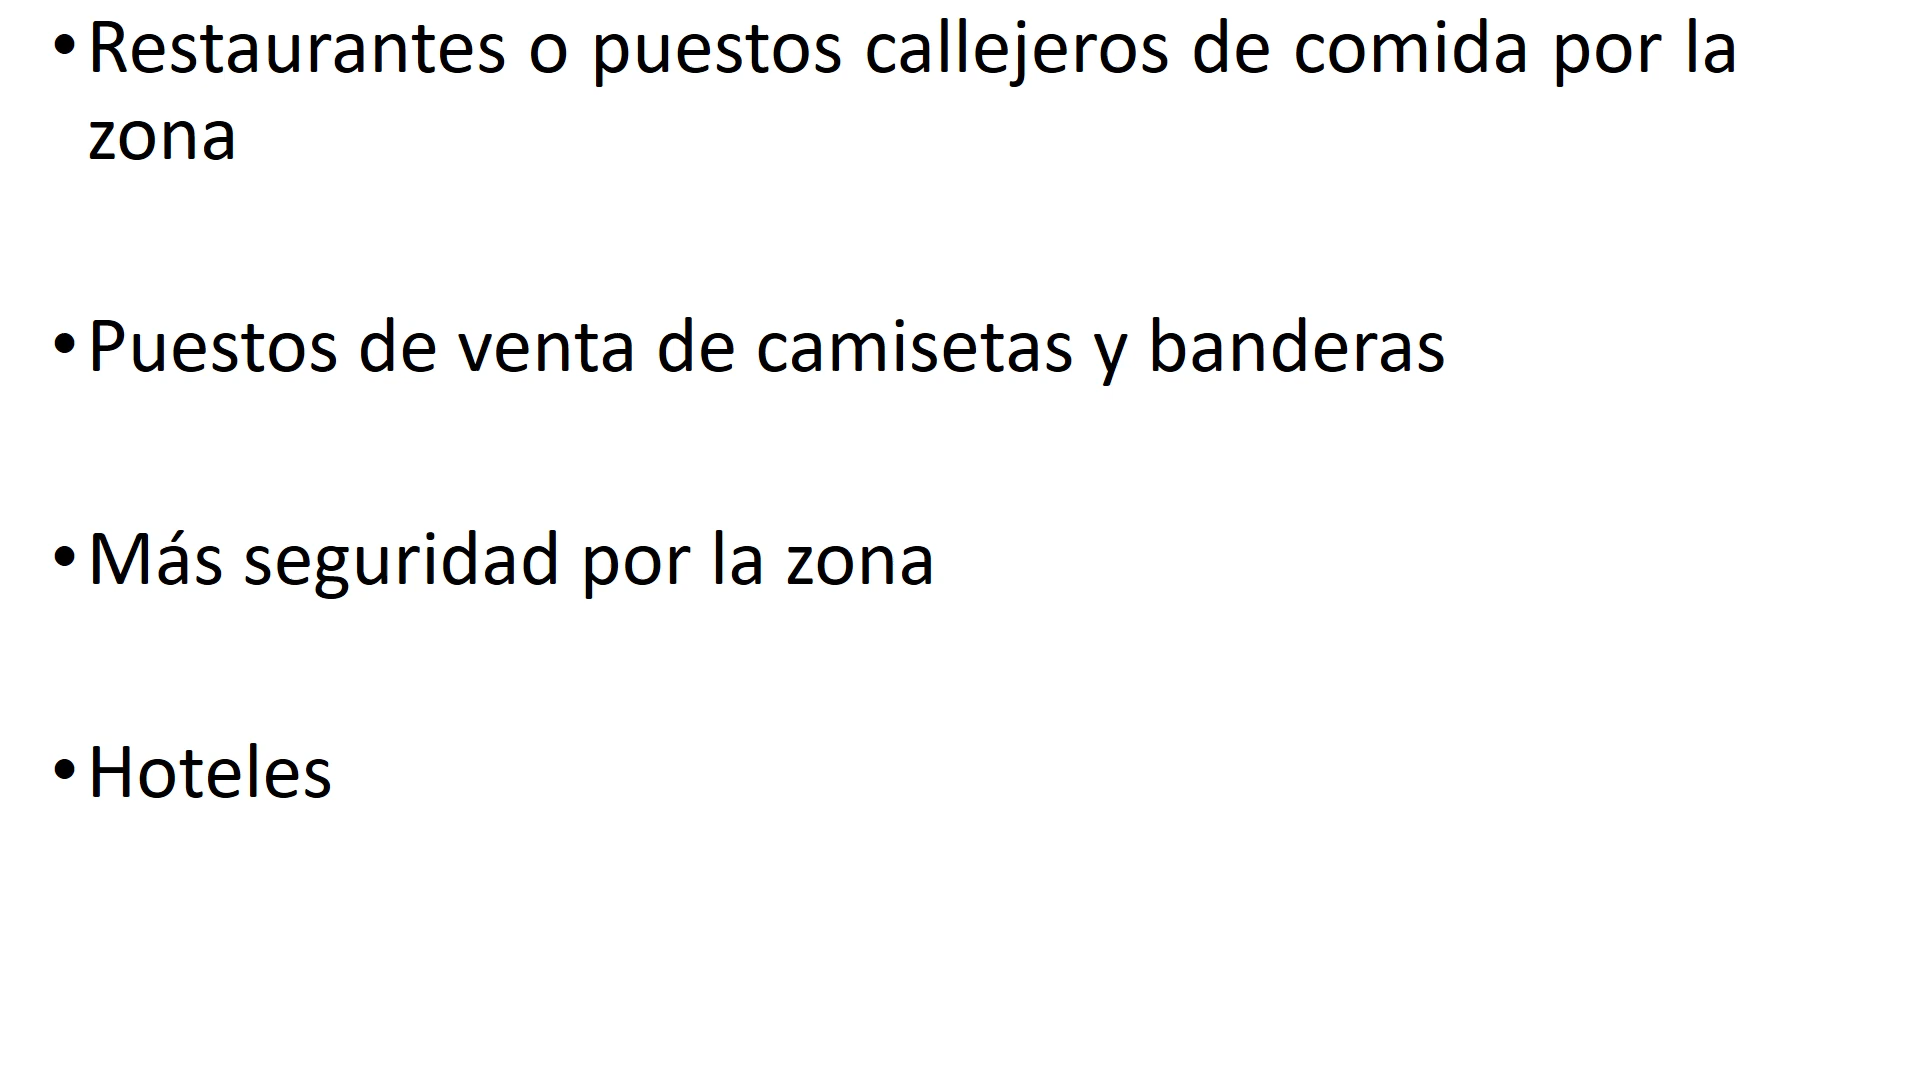 • Restaurantes o puestos callejeros de comida por la
zona
• Puestos de venta de camisetas y banderas
• Más seguridad por la zona
• Hoteles